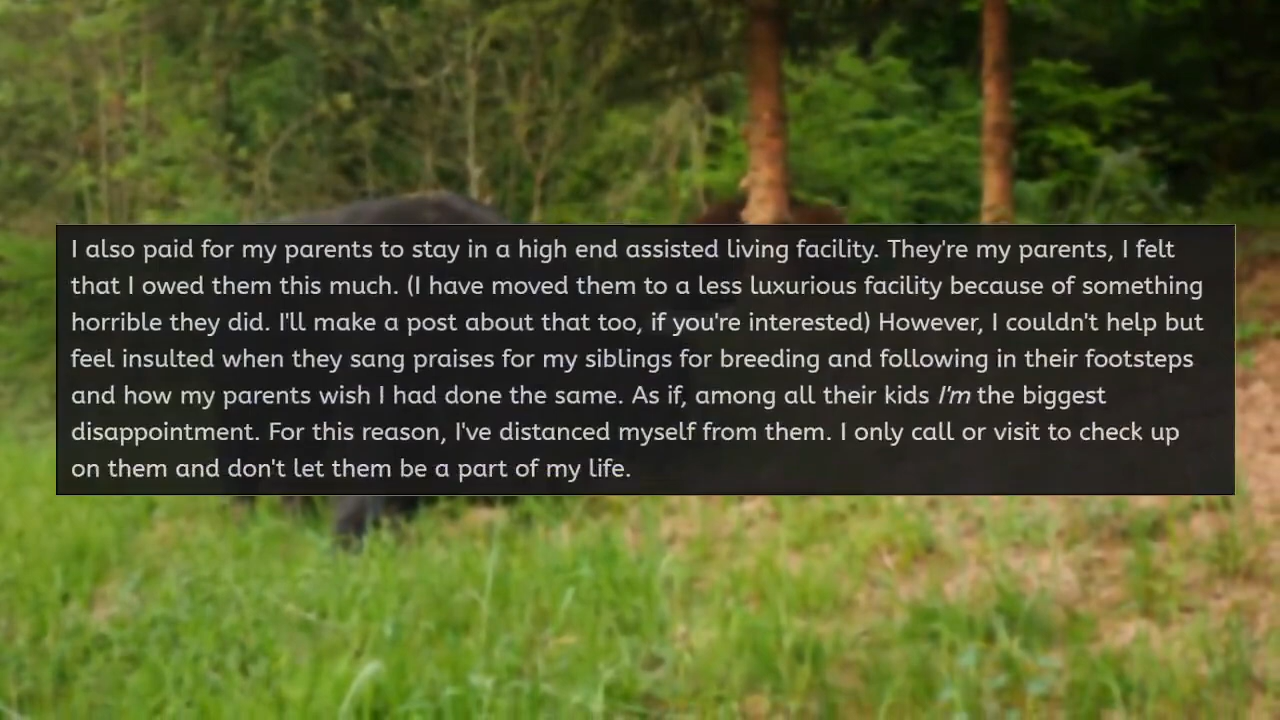 I also paid for my parents to stay in a high end assisted living facility. They're my parents, I felt
that I owed them this much. (I have moved them to a less luxurious facility because of something
horrible they did. I'll make a post about that too, if you're interested) However, I couldn't help but
feel insulted when they sang praises for my siblings for breeding and following in their footsteps
and how my parents wish I had done the same. As if, among all their kids I'm the biggest
disappointment. For this reason, I've distanced myself from them. I only call or visit to check up
on them and don't let them be a part of my life.